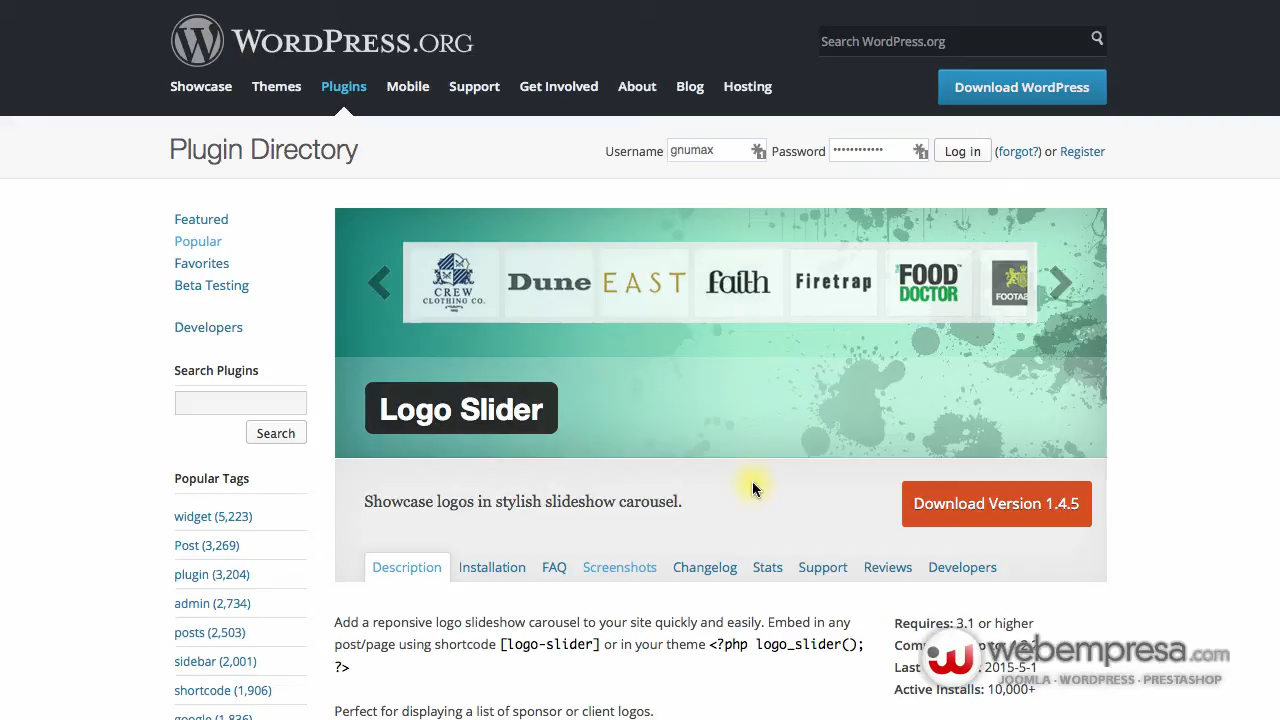 WORDPRESS.ORG
Search WordPress.org
Showcase Themes Plugins Mobile Support Get Involved About Blog Hosting
Download WordPress
Plugin Directory
Username gnumax Password •••••••••••• Log in (forgot?) or Register
Featured
Popular
Favorites
Beta Testing
Developers
Search Plugins
Search
Popular Tags
widget (5,223)
Post (3,269)
plugin (3,204)
admin (2,734)
posts (2,503)
sidebar (2,001)
shortcode (1,906)
google (1,836)
CREW
CLOTHING CO.
Dune
EAST
faith
Firetrap
FOOD
DOCTOR
FOOTAS
Logo Slider
Showcase logos in stylish slideshow carousel.
Download Version 1.4.5
Description Installation FAQ Screenshots Changelog Stats Support Reviews Developers
Add a reponsive logo slideshow carousel to your site quickly and easily. Embed in any
post/page using shortcode [logo-slider] or in your theme <?php logo_slider();
?>
Perfect for displaying a list of sponsor or client logos.
Requires: 3.1 or higher
Last 2015-5-1
Active Installs: 10,000+
webempresa.com
JOOMLA · WORDPRESS · PRESTASHOP